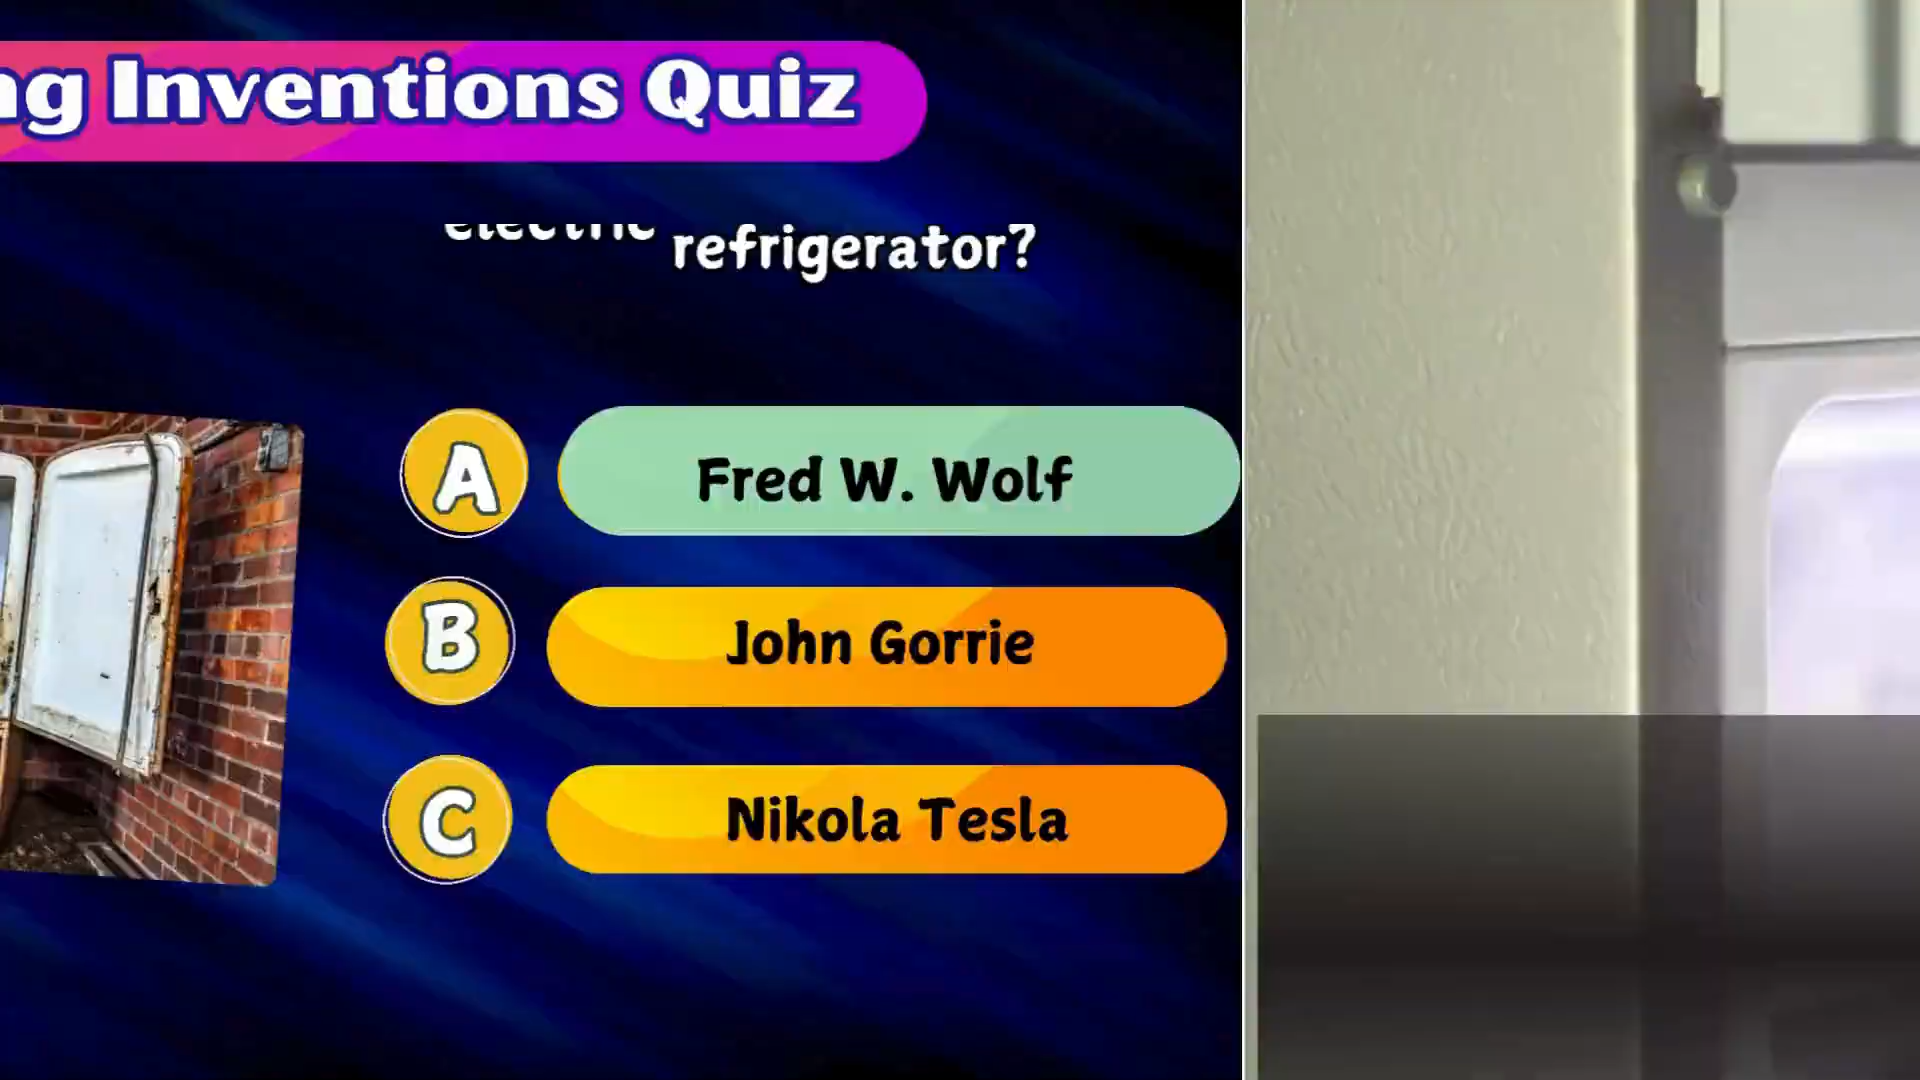 ng Inventions Quiz
electric refrigerator?
A Fred W. Wolf
B John Gorrie
C Nikola Tesla